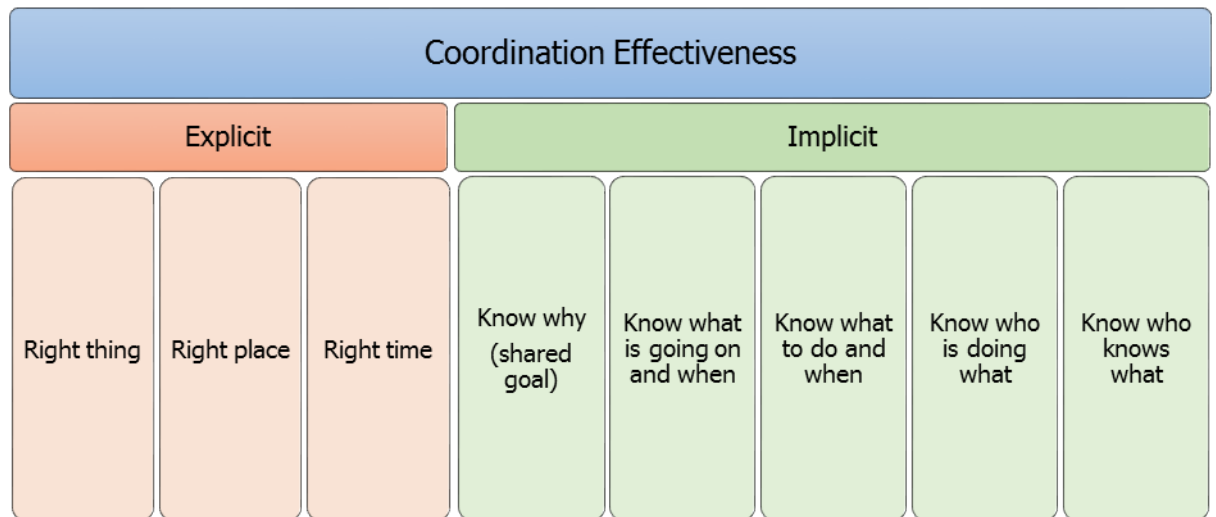 Coordination Effectiveness
Explicit
Implicit
Right thing
Right place
Right time
Know why
(shared
goal)
Know what
is going on
and when
Know what
to do and
when
Know who
is doing
what
Know who
knows
what